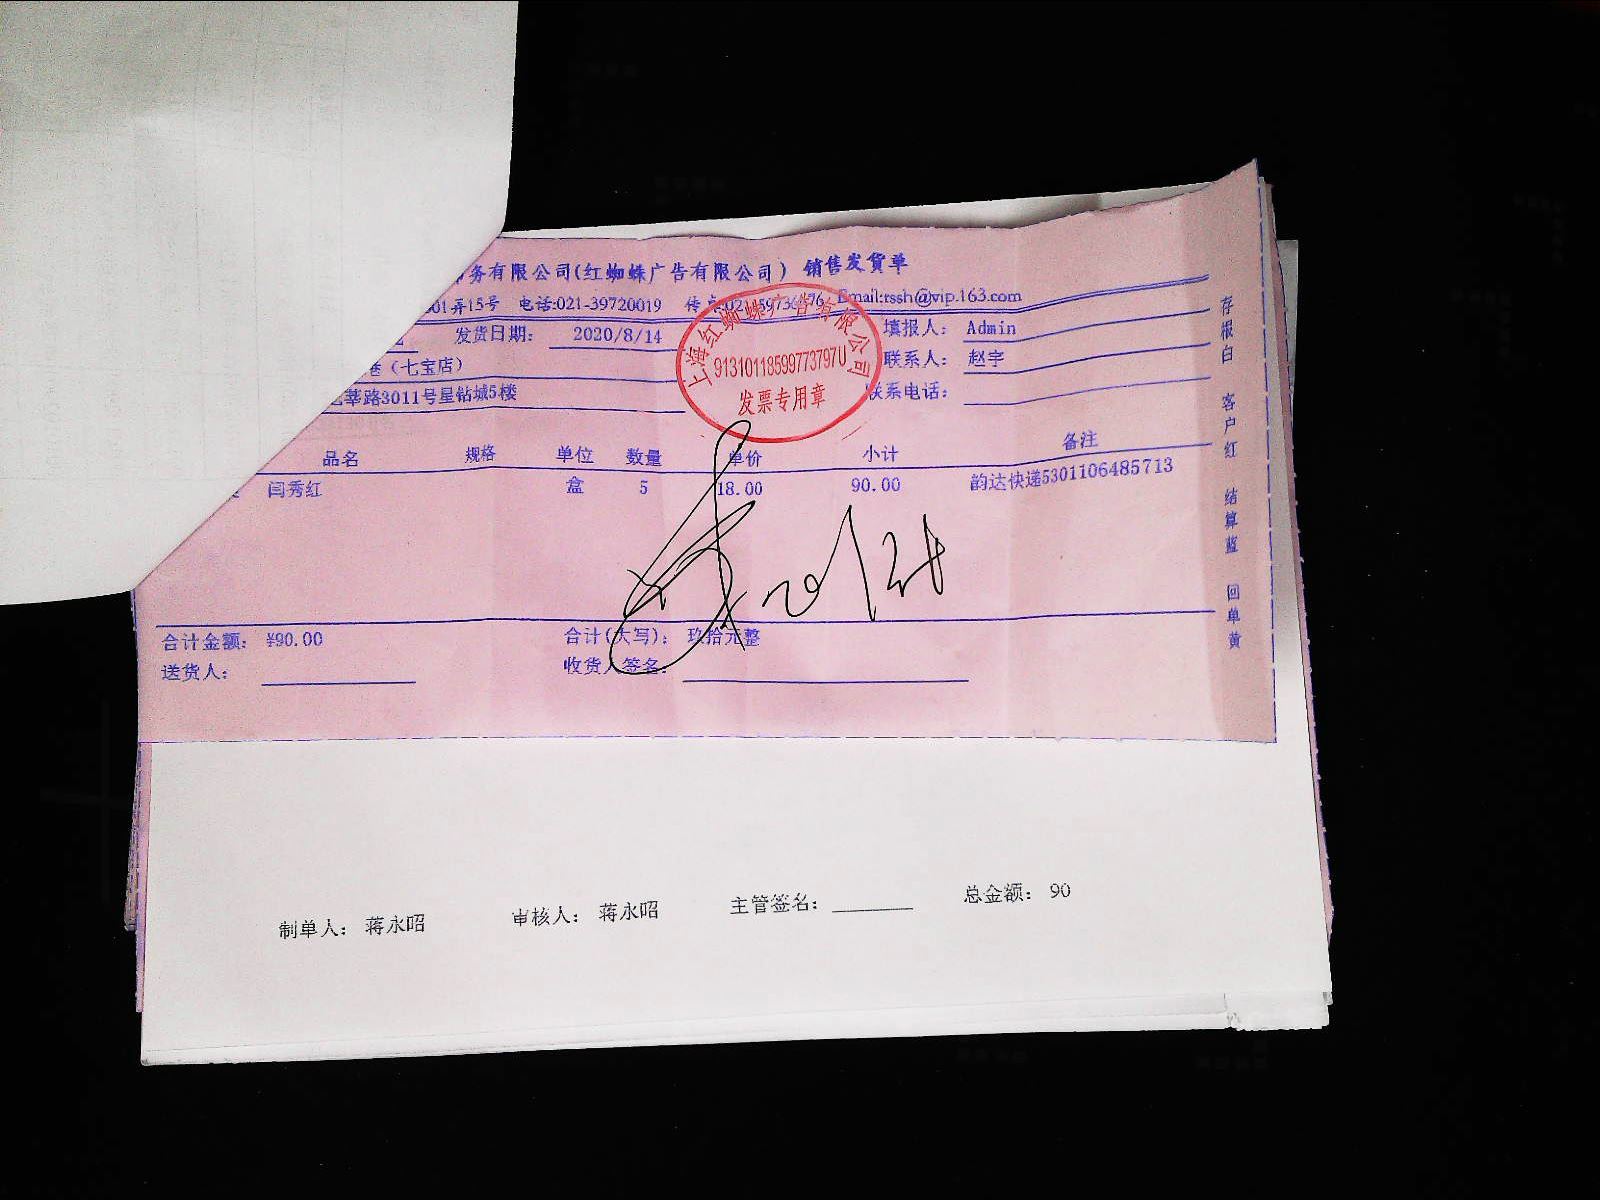 务有限公司(红蜘蛛广告有限公司) 销售发货单
01弄15号 电话:021-39720019 Email:rssh@vip.163.com
发货日期: 2020/8/14 填报人: Admin
(七宝店) 联系人: 赵宇
莘路3011号星钻城5楼 联系电话:
上海红蜘蛛广告有限公司
91310118599773797U
发票专用章
品名 规格 单位 数量 单价 小计 备注
闫秀红 盒 5 18.00 90.00 韵达快递5301106485713
合计金额: ¥90.00 合计(大写): 玖拾元整
送货人: 收货人签名:
存根白 客户红 结算蓝 回单黄
制单人: 蒋永昭 审核人: 蒋永昭 主管签名: 总金额: 90